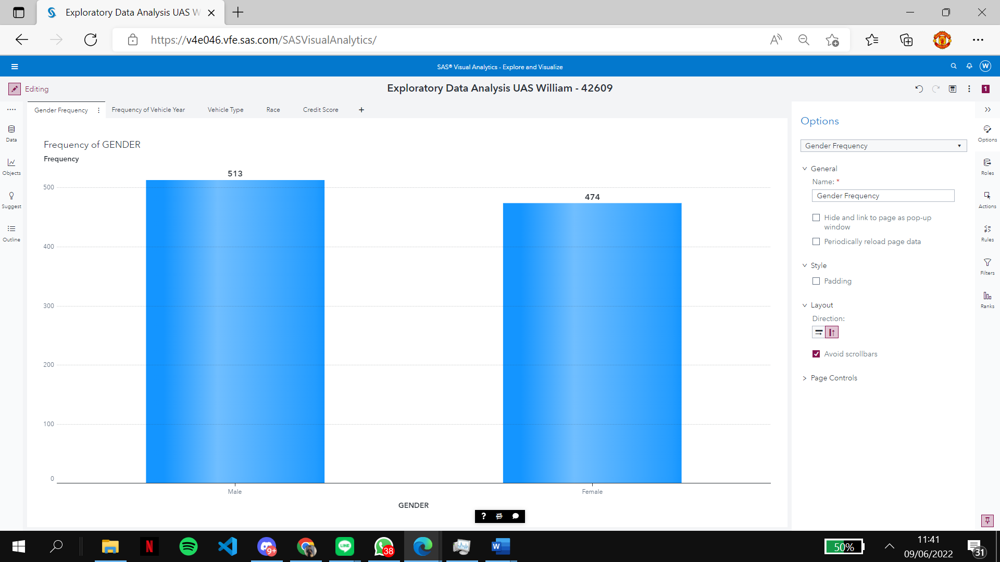 Exploratory Data Analysis UAS W
https://v4e046.vfe.sas.com/SASVisualAnalytics/
SAS® Visual Analytics - Explore and Visualize
W
Editing
Exploratory Data Analysis UAS William - 42609
1
Gender Frequency
Frequency of Vehicle Year
Vehicle Type
Race
Credit Score
Data
Objects
Suggest
Outline
Frequency of GENDER
Frequency
513
474
500
400
300
200
100
0
Male
Female
GENDER
?
Options
Gender Frequency
General
Name: *
Gender Frequency
Hide and link to page as pop-up
window
Periodically reload page data
Style
Padding
Layout
Direction:
Avoid scrollbars
Page Controls
Options
Roles
Actions
Rules
Filters
Ranks
N
9+
LINE
38
W
50%
11:41
09/06/2022
31